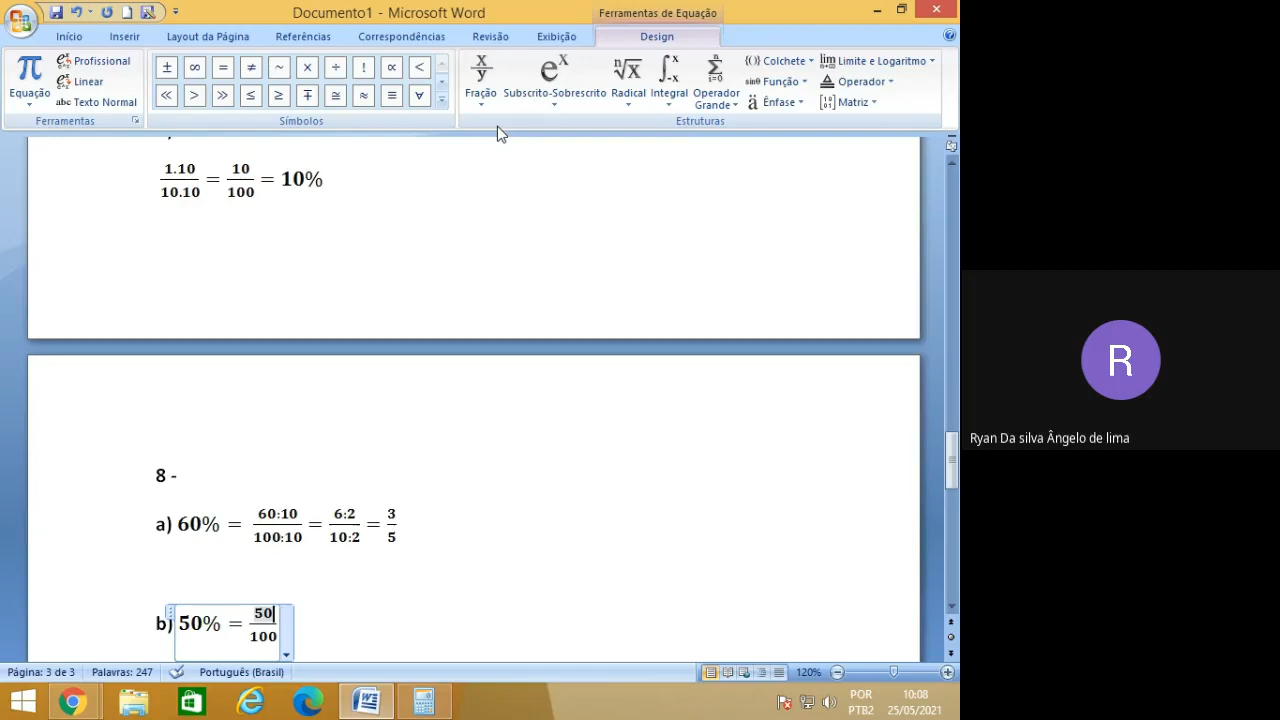 Documento1 - Microsoft Word
Ferramentas de Equação
Início Inserir Layout da Página Referências Correspondências Revisão Exibição Design
π Equação
Profissional
Linear
abc Texto Normal
± ∞ = ≠ ~ × ÷ ! ∝ <
≪ > ≫ ≤ ≥ ∓ ≅ ≈ ≡ ∀
x/y Fração
eˣ Subscrito-Sobrescrito
ⁿ√x Radical
Integral
Operador Grande
{()} Colchete
sinθ Função
ä Ênfase
lim Limite e Logaritmo
Operador
Matriz
Ferramentas Símbolos Estruturas
1.10/10.10 = 10/100 = 10%
8 -
a) 60% = 60:10/100:10 = 6:2/10:2 = 3/5
b) 50% = 50/100
R
Ryan Da silva Ângelo de lima
Página: 3 de 3 Palavras: 247 Português (Brasil) 120%
POR PTB2
10:08
25/05/2021